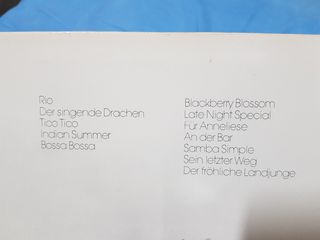 Rio
Der singende Drachen
Tico Tico
Indian Summer
Bossa Bossa
Blackberry Blossom
Late Night Special
Für Anneliese
An der Bar
Samba Simple
Sein letzter Weg
Der fröhliche Landjunge